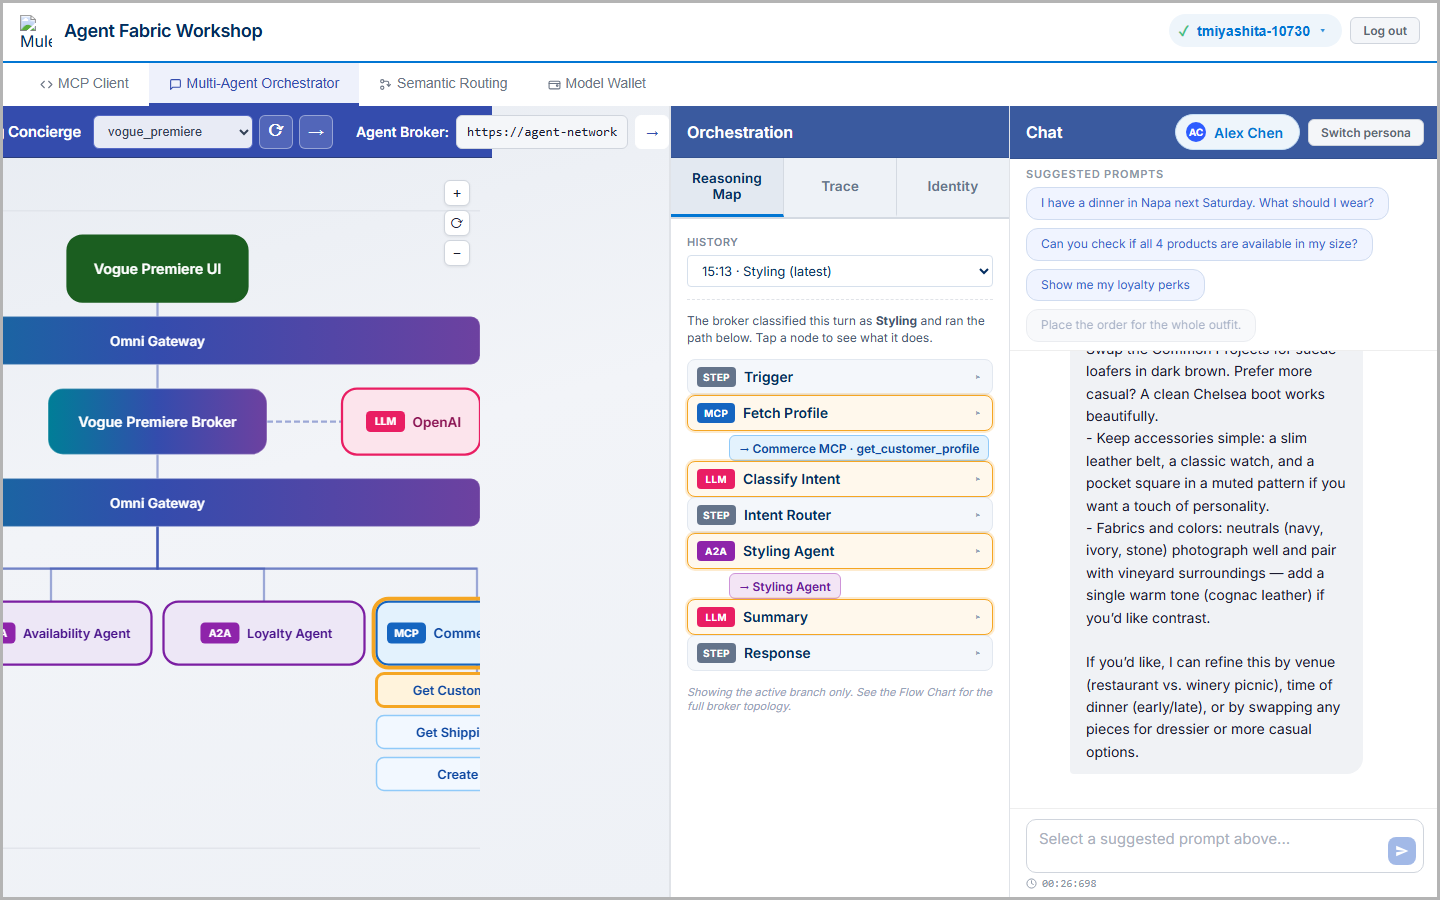 Mule
Agent Fabric Workshop
✓ tmiyashita-10730
Log out
MCP Client
Multi-Agent Orchestrator
Semantic Routing
Model Wallet
Concierge
vogue_premiere
→
Agent Broker:
https://agent-network
→
+
−
Vogue Premiere UI
Omni Gateway
Vogue Premiere Broker
LLM OpenAI
Omni Gateway
A Availability Agent
A2A Loyalty Agent
MCP Comme
Get Custom
Get Shippi
Create
Orchestration
Reasoning
Map
Trace
Identity
HISTORY
15:13 · Styling (latest)
The broker classified this turn as Styling and ran the
path below. Tap a node to see what it does.
STEP Trigger
MCP Fetch Profile
→ Commerce MCP · get_customer_profile
LLM Classify Intent
STEP Intent Router
A2A Styling Agent
→ Styling Agent
LLM Summary
STEP Response
Showing the active branch only. See the Flow Chart for the
full broker topology.
Chat
AC Alex Chen
Switch persona
SUGGESTED PROMPTS
I have a dinner in Napa next Saturday. What should I wear?
Can you check if all 4 products are available in my size?
Show me my loyalty perks
Place the order for the whole outfit.
Swap the Common Projects for suede
loafers in dark brown. Prefer more
casual? A clean Chelsea boot works
beautifully.
- Keep accessories simple: a slim
leather belt, a classic watch, and a
pocket square in a muted pattern if you
want a touch of personality.
- Fabrics and colors: neutrals (navy,
ivory, stone) photograph well and pair
with vineyard surroundings — add a
single warm tone (cognac leather) if
you’d like contrast.
If you’d like, I can refine this by venue
(restaurant vs. winery picnic), time of
dinner (early/late), or by swapping any
pieces for dressier or more casual
options.
Select a suggested prompt above...
00:26:698